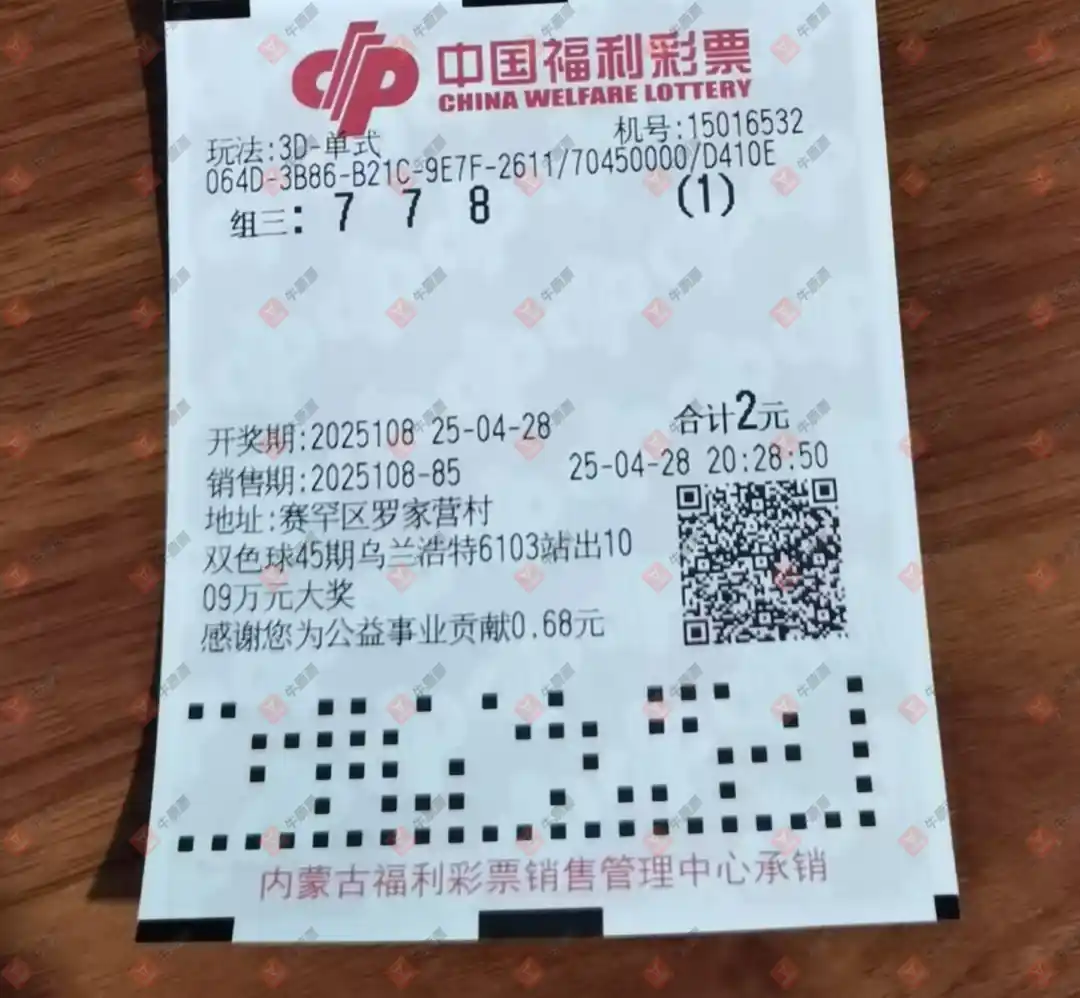 中国福利彩票
CHINA WELFARE LOTTERY
玩法:3D-单式 机号:15016532
064D-3B86-B21C-9E7F-2611/70450000/D410E
组三: 7 7 8 (1)
开奖期:2025108 25-04-28 合计2元
销售期:2025108-85 25-04-28 20:28:50
地址:赛罕区罗家营村
双色球45期乌兰浩特6103站出10
09万元大奖
感谢您为公益事业贡献0.68元
内蒙古福利彩票销售管理中心承销